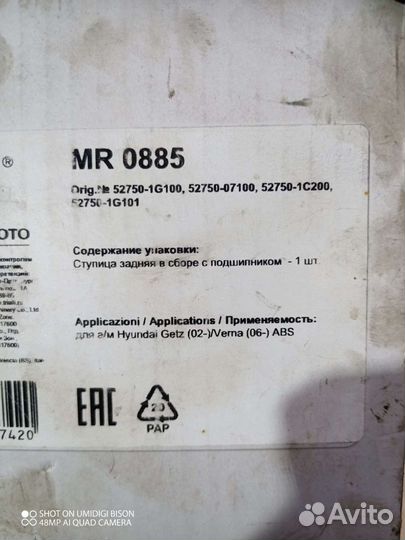 ®
MR 0885
Orig.№ 52750-1G100, 52750-07100, 52750-1C200,
52750-1G101
ОТО
Содержание упаковки:
Ступица задняя в сборе с подшипником - 1 шт.
Applicazioni / Applications / Применяемость:
для а/м Hyundai Getz (02-)/Verna (06-) ABS
EAC
20
PAP
7420
SHOT ON UMIDIGI BISON
48MP AI QUAD CAMERA
Avito